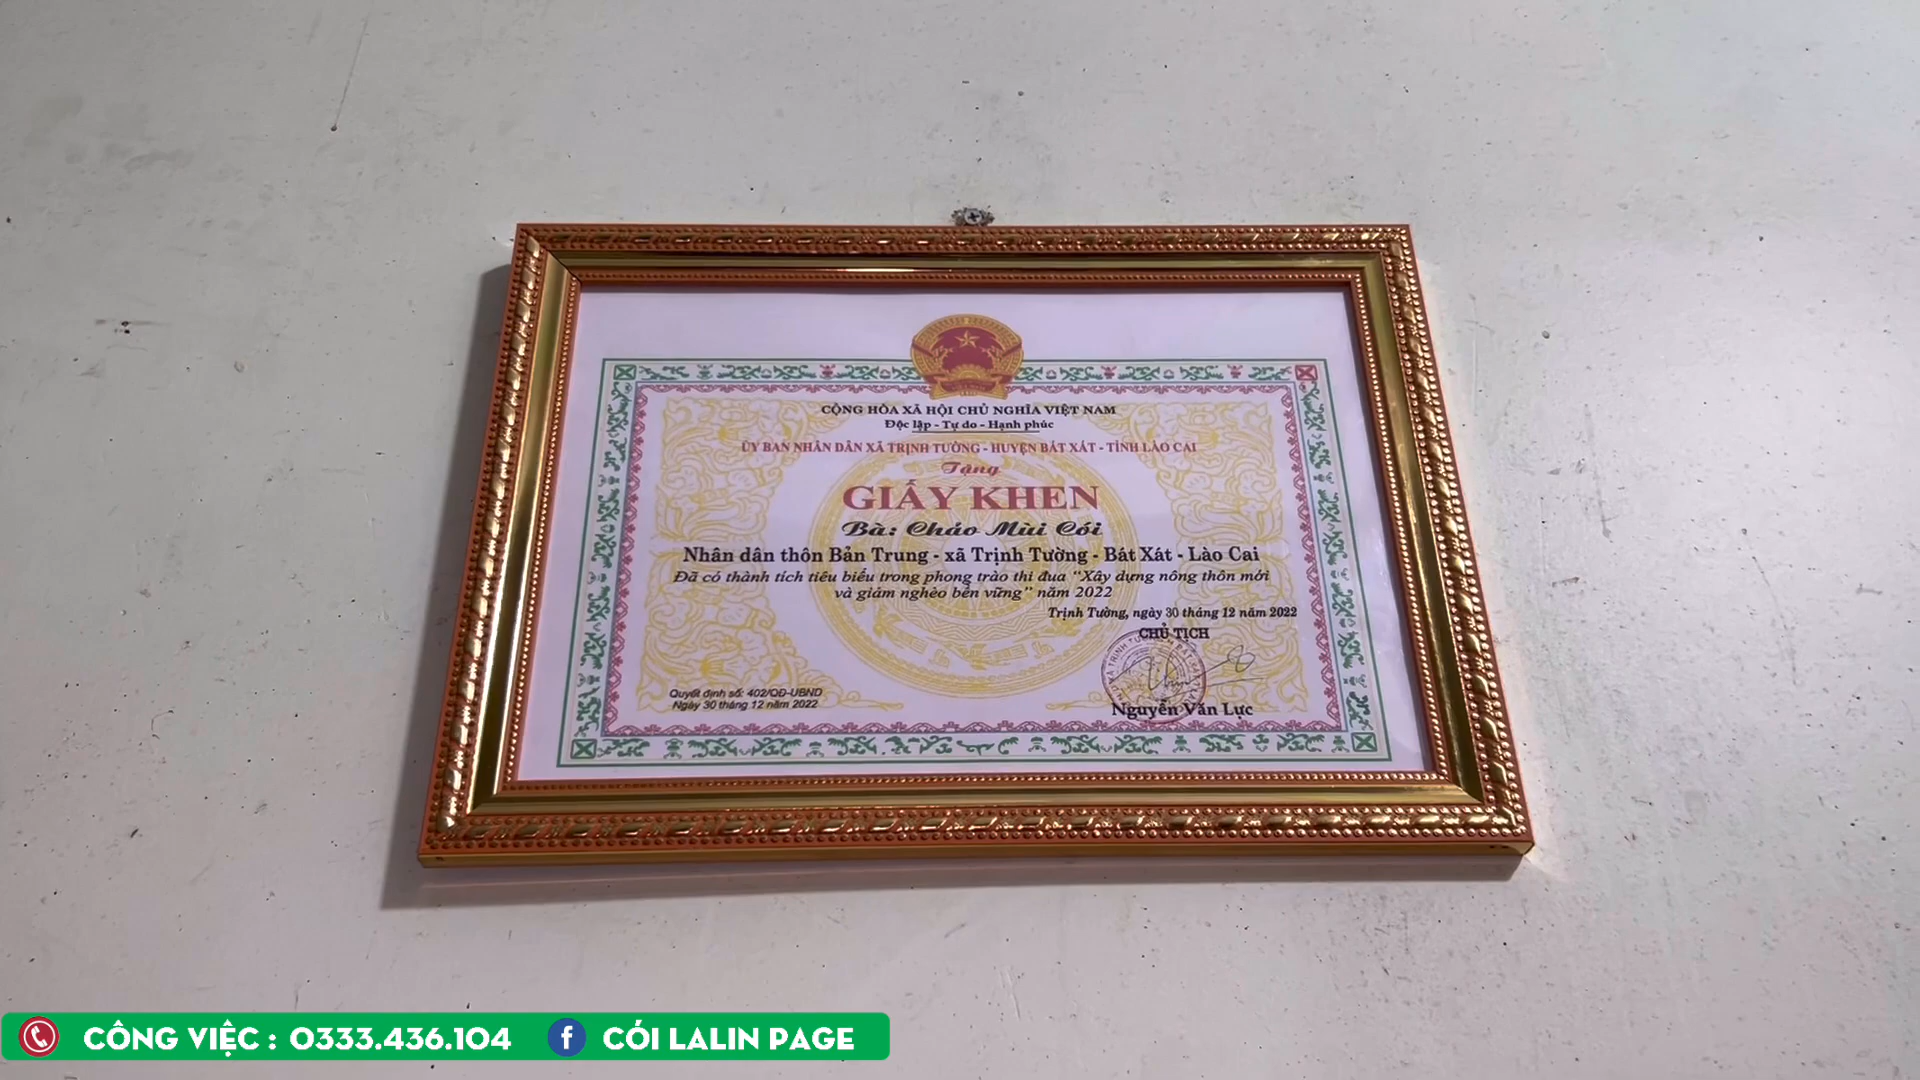 CỘNG HÒA XÃ HỘI CHỦ NGHĨA VIỆT NAM
Độc lập - Tự do - Hạnh phúc
ỦY BAN NHÂN DÂN XÃ TRỊNH TƯỜNG - HUYỆN BÁT XÁT - TỈNH LÀO CAI
Tặng
GIẤY KHEN
Bà: Chảo Mùi Cói
Nhân dân thôn Bản Trung - xã Trịnh Tường - Bát Xát - Lào Cai
Đã có thành tích tiêu biểu trong phong trào thi đua “Xây dựng nông thôn mới
và giảm nghèo bền vững” năm 2022
Trịnh Tường, ngày 30 tháng 12 năm 2022
CHỦ TỊCH
Quyết định số: 402/QĐ-UBND
Ngày 30 tháng 12 năm 2022
Nguyễn Văn Lực
CÔNG VIỆC : 0333.436.104
CÓI LALIN PAGE